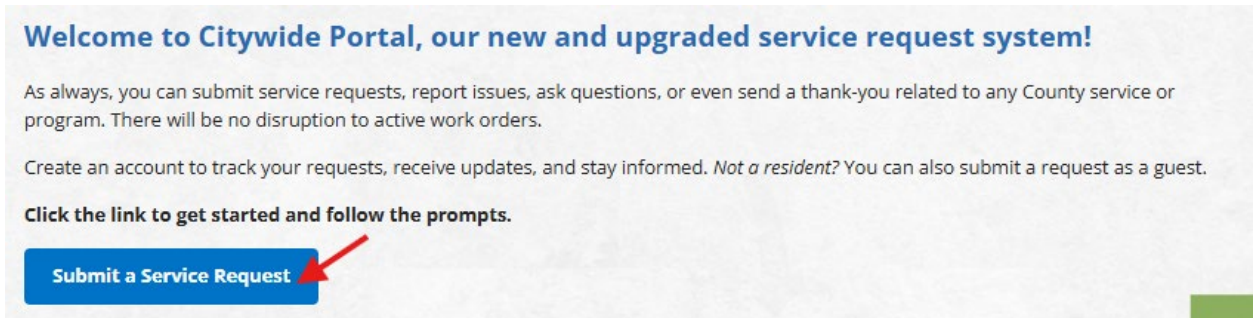 Welcome to Citywide Portal, our new and upgraded service request system!
As always, you can submit service requests, report issues, ask questions, or even send a thank-you related to any County service or
program. There will be no disruption to active work orders.
Create an account to track your requests, receive updates, and stay informed. Not a resident? You can also submit a request as a guest.
Click the link to get started and follow the prompts.
Submit a Service Request